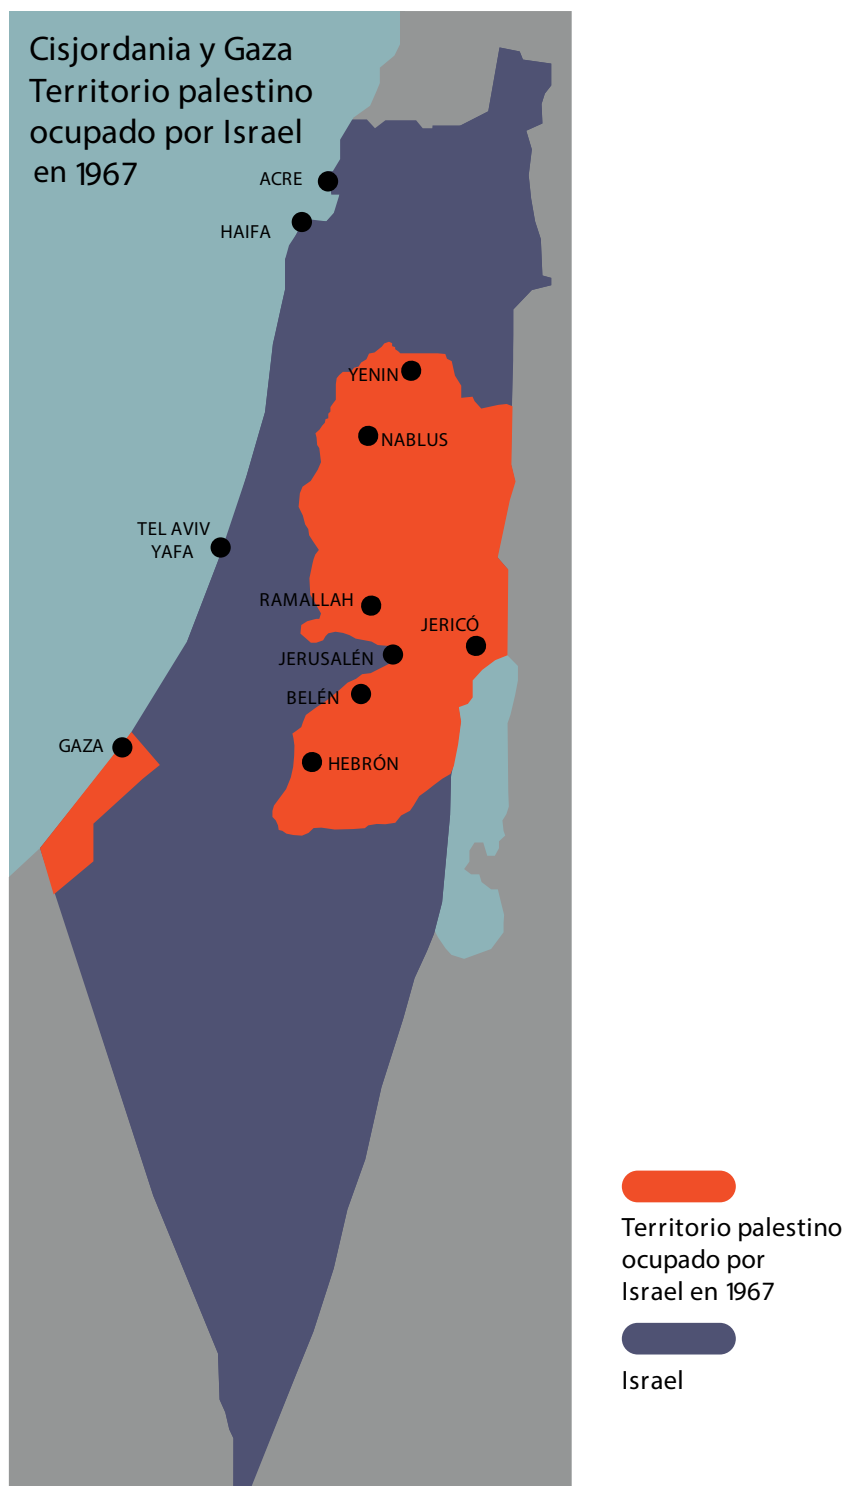 Cisjordania y Gaza
Territorio palestino
ocupado por Israel
en 1967
ACRE
HAIFA
YENIN
NABLUS
TEL AVIV
YAFA
RAMALLAH
JERICÓ
JERUSALÉN
BELÉN
GAZA
HEBRÓN
Territorio palestino
ocupado por
Israel en 1967
Israel